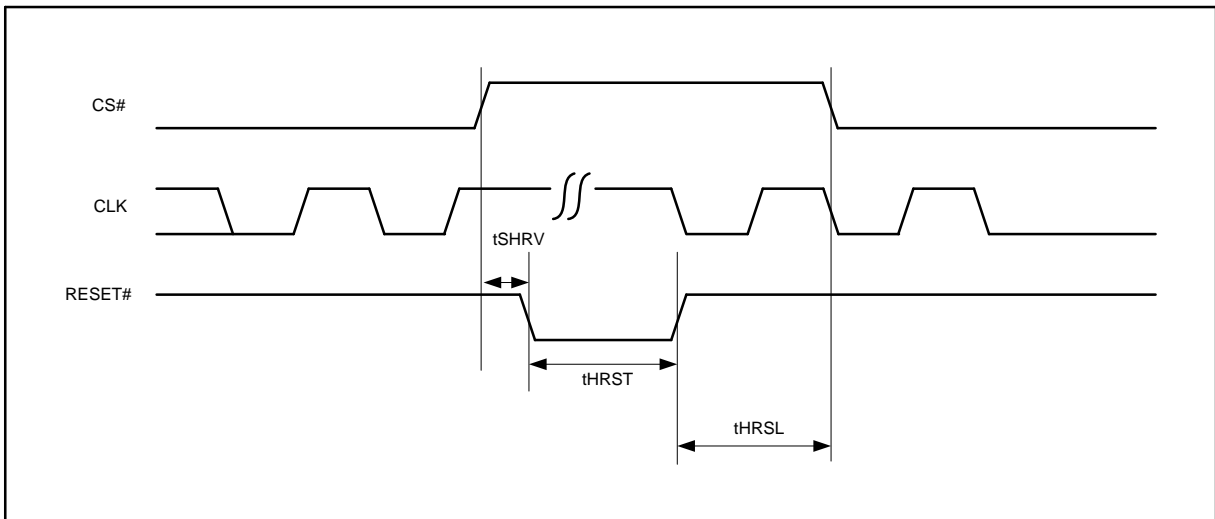 CS#
CLK
tSHRV
RESET#
tHRST
tHRSL